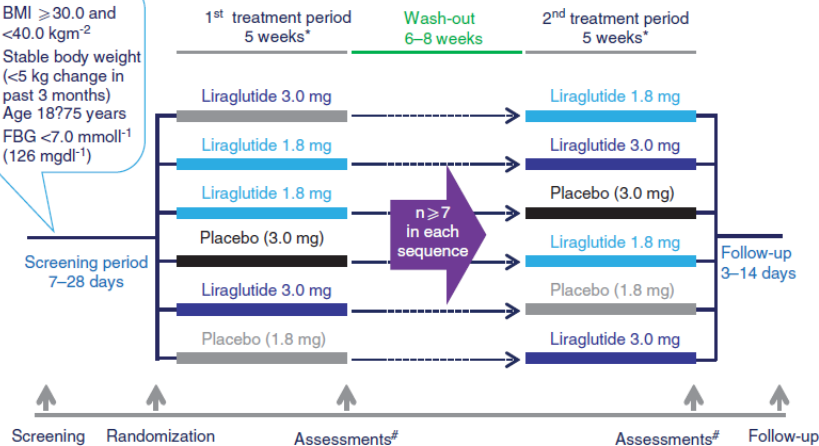 BMI ⩾30.0 and
<40.0 kgm⁻²
Stable body weight
(<5 kg change in
past 3 months)
Age 18?75 years
FBG <7.0 mmoll⁻¹
(126 mgdl⁻¹)
1ˢᵗ treatment period
5 weeks*
Wash-out
6–8 weeks
2ⁿᵈ treatment period
5 weeks*
Liraglutide 3.0 mg
Liraglutide 1.8 mg
Liraglutide 1.8 mg
Liraglutide 3.0 mg
Liraglutide 1.8 mg
Placebo (3.0 mg)
Placebo (3.0 mg)
Liraglutide 1.8 mg
Liraglutide 3.0 mg
Placebo (1.8 mg)
Placebo (1.8 mg)
Liraglutide 3.0 mg
n⩾7
in each
sequence
Screening period
7–28 days
Follow-up
3–14 days
Screening
Randomization
Assessments#
Assessments#
Follow-up